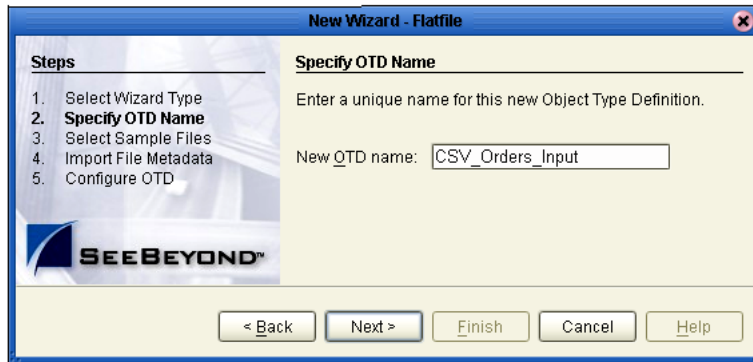 New Wizard - Flatfile
Steps
1. Select Wizard Type
2. Specify OTD Name
3. Select Sample Files
4. Import File Metadata
5. Configure OTD
SEEBEYOND™
Specify OTD Name
Enter a unique name for this new Object Type Definition.
New OTD name: CSV_Orders_Input
< Back Next > Finish Cancel Help